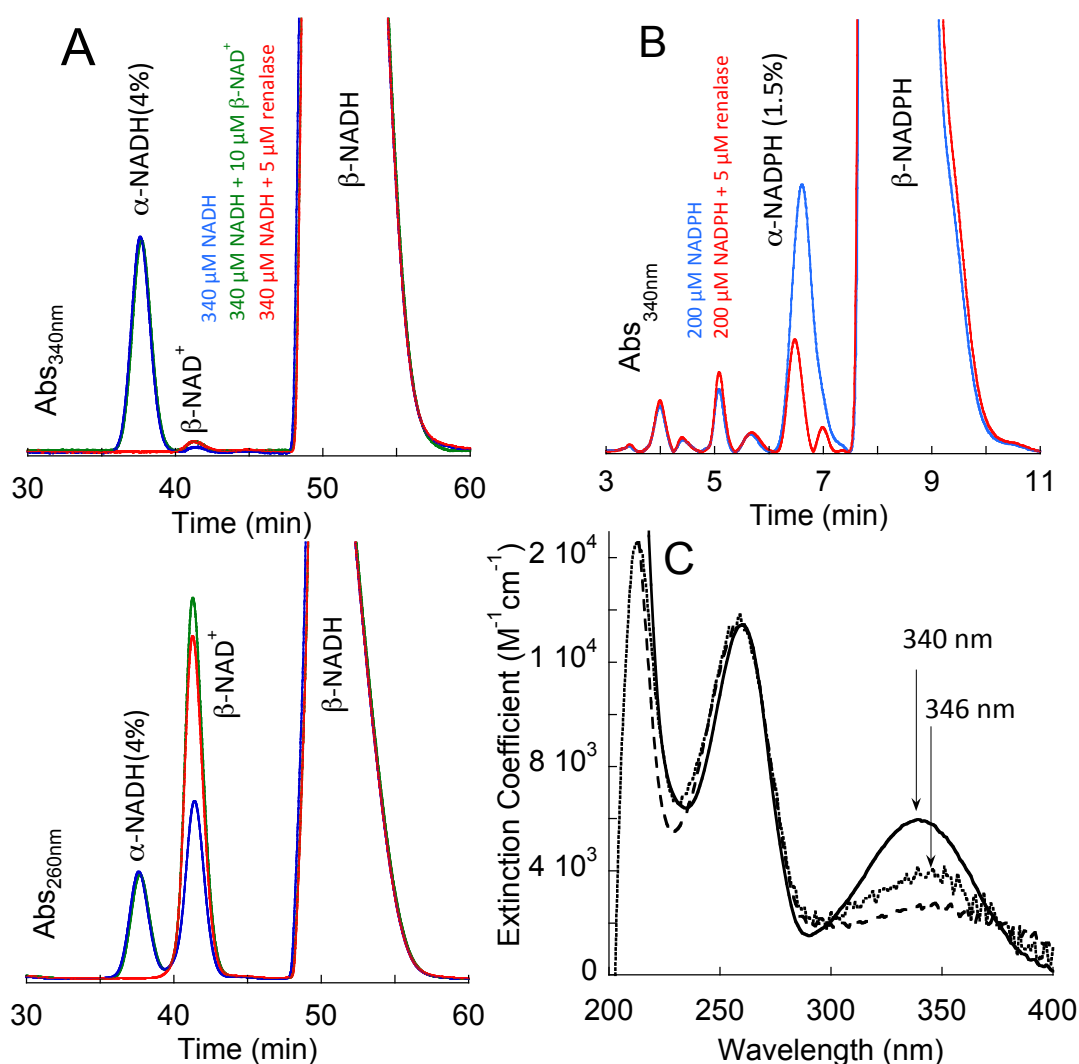 A
α-NADH(4%)
β-NAD⁺
340 µM NADH
340 µM NADH + 10 µM β-NAD⁺
340 µM NADH + 5 µM renalase
β-NADH
Abs340nm
30 40 50 60
Time (min)
B
Abs340nm
200 µM NADPH
200 µM NADPH + 5 µM renalase
α-NADPH (1.5%)
β-NADPH
3 5 7 9 11
Time (min)
Abs260nm
α-NADH(4%)
β-NAD⁺
β-NADH
30 40 50 60
Time (min)
C
Extinction Coefficient (M⁻¹cm⁻¹)
2 10⁴
1 10⁴
8 10³
4 10³
0
340 nm
346 nm
200 250 300 350 400
Wavelength (nm)